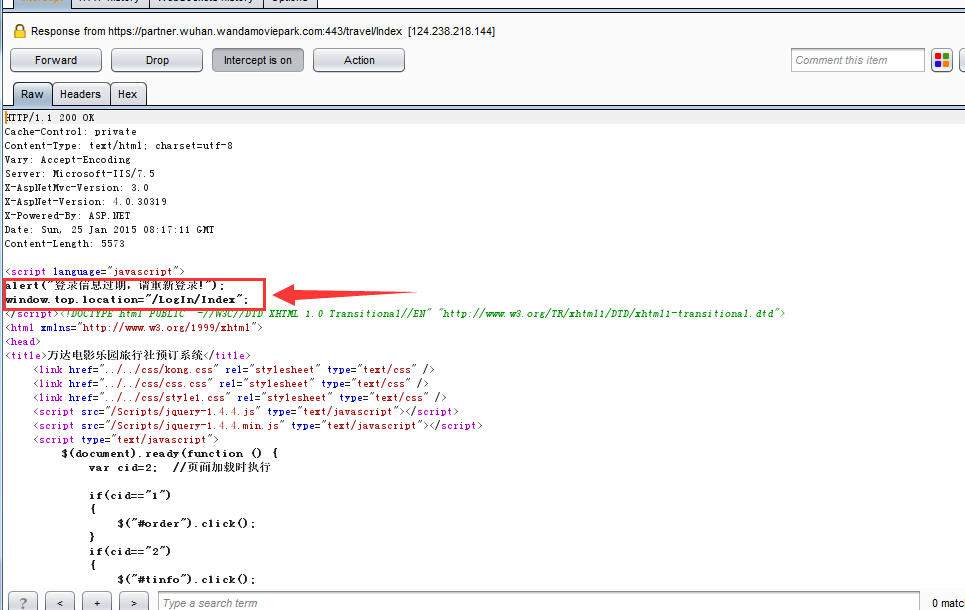 Intercept HTTP history WebSockets history Options
Response from https://partner.wuhan.wandamoviepark.com:443/travel/Index [124.238.218.144]
Forward Drop Intercept is on Action Comment this item
Raw Headers Hex
HTTP/1.1 200 OK
Cache-Control: private
Content-Type: text/html; charset=utf-8
Vary: Accept-Encoding
Server: Microsoft-IIS/7.5
X-AspNetMvc-Version: 3.0
X-AspNet-Version: 4.0.30319
X-Powered-By: ASP.NET
Date: Sun, 25 Jan 2015 08:17:11 GMT
Content-Length: 5573
<script language="javascript">
alert("登录信息过期，请重新登录!");
window.top.location="/LogIn/Index";
</script><!DOCTYPE html PUBLIC "-//W3C//DTD XHTML 1.0 Transitional//EN" "http://www.w3.org/TR/xhtml1/DTD/xhtml1-transitional.dtd">
<html xmlns="http://www.w3.org/1999/xhtml">
<head>
<title>万达电影乐园旅行社预订系统</title>
<link href="../../css/kong.css" rel="stylesheet" type="text/css" />
<link href="../../css/css.css" rel="stylesheet" type="text/css" />
<link href="../../css/style1.css" rel="stylesheet" type="text/css" />
<script src="/Scripts/jquery-1.4.4.js" type="text/javascript"></script>
<script src="/Scripts/jquery-1.4.4.min.js" type="text/javascript"></script>
<script type="text/javascript">
$(document).ready(function () {
var cid=2; //页面加载时执行
if(cid=="1")
{
$("#order").click();
}
if(cid=="2")
{
$("#tinfo").click();
? < + > Type a search term 0 matc